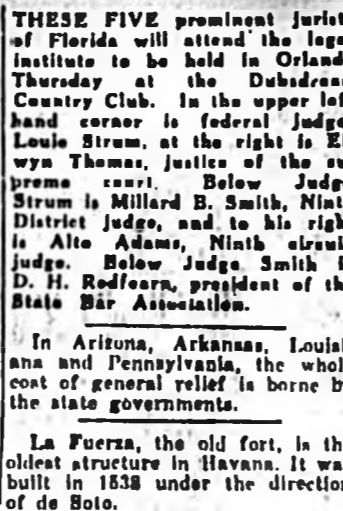 THESE FIVE prominent jurist
of Florida will attend the lega
institute to be held in Orland
Thursday at the Dubsdrea
Country Club. In the upper lef
hand corner is federal Judge
Louie Strum, at the right is El
wyn Thomas, justice of the su
preme court. Below Judge
Strum is Millard B. Smith, Nint
District judge, and to his righ
is Alto Adams, Ninth circuit
judge. Below Judge Smith i
D. H. Redfearn, president of th
State Bar Association.
In Arizona, Arkansas, Louisi
ana and Pennsylvania, the whol
cost of general relief is borne b
the state governments.
La Fuerza, the old fort, is th
oldest structure in Havana. It wa
built in 1538 under the direction
of de Soto.